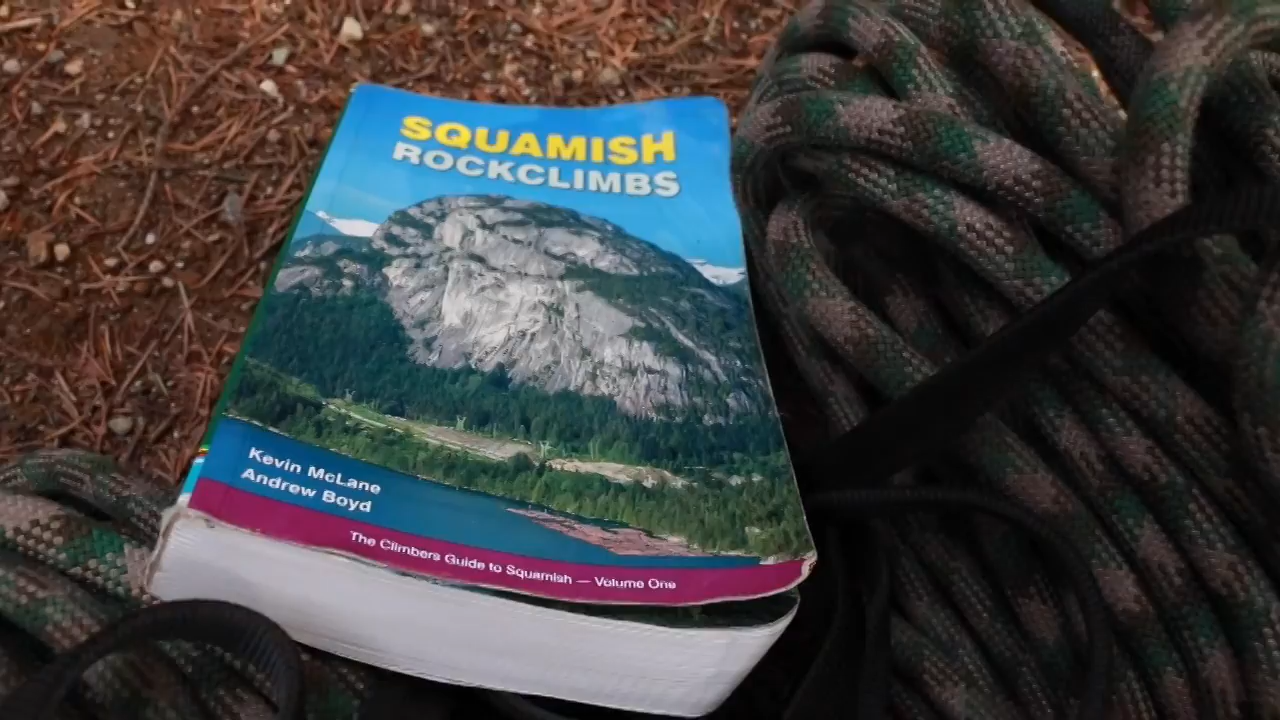 SQUAMISH
ROCKCLIMBS
Kevin McLane
Andrew Boyd
The Climbers Guide to Squamish — Volume One